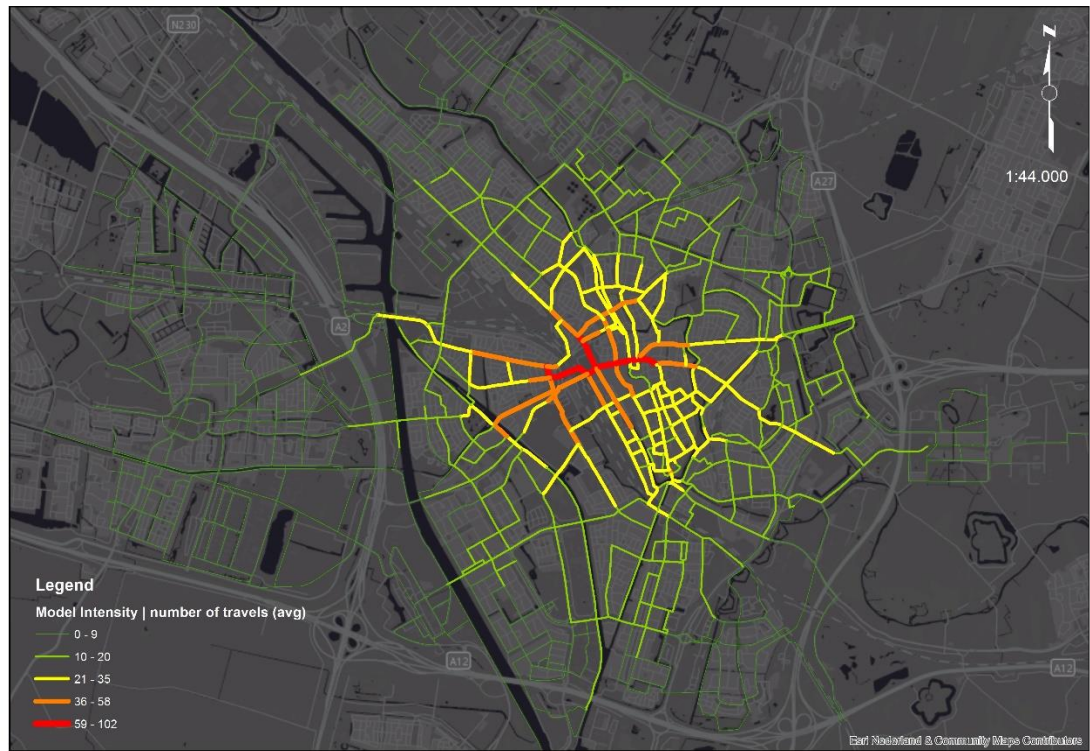 N230
N
1:44.000
A27
A2
Legend
Model Intensity | number of travels (avg)
0 - 9
10 - 20
21 - 35
36 - 58
59 - 102
A12
A12
Esri Nederland & Community Maps Contributors